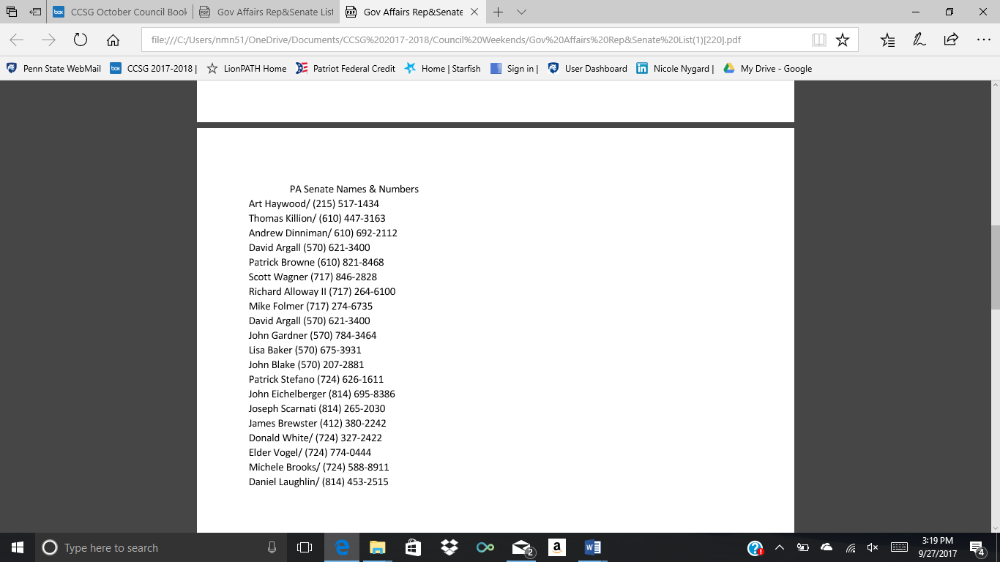 CCSG October Council Book
Gov Affairs Rep&Senate List
Gov Affairs Rep&Senate
file:///C:/Users/nmn51/OneDrive/Documents/CCSG%202017-2018/Council%20Weekends/Gov%20Affairs%20Rep&Senate%20List(1)[220].pdf
box Penn State WebMail CCSG 2017-2018 | LionPATH Home Patriot Federal Credit Home | Starfish Sign in | User Dashboard in Nicole Nygard | My Drive - Google
PA Senate Names & Numbers
Art Haywood/ (215) 517-1434
Thomas Killion/ (610) 447-3163
Andrew Dinniman/ 610) 692-2112
David Argall (570) 621-3400
Patrick Browne (610) 821-8468
Scott Wagner (717) 846-2828
Richard Alloway II (717) 264-6100
Mike Folmer (717) 274-6735
David Argall (570) 621-3400
John Gardner (570) 784-3464
Lisa Baker (570) 675-3931
John Blake (570) 207-2881
Patrick Stefano (724) 626-1611
John Eichelberger (814) 695-8386
Joseph Scarnati (814) 265-2030
James Brewster (412) 380-2242
Donald White/ (724) 327-2422
Elder Vogel/ (724) 774-0444
Michele Brooks/ (724) 588-8911
Daniel Laughlin/ (814) 453-2515
Type here to search
2
3:19 PM
9/27/2017
4